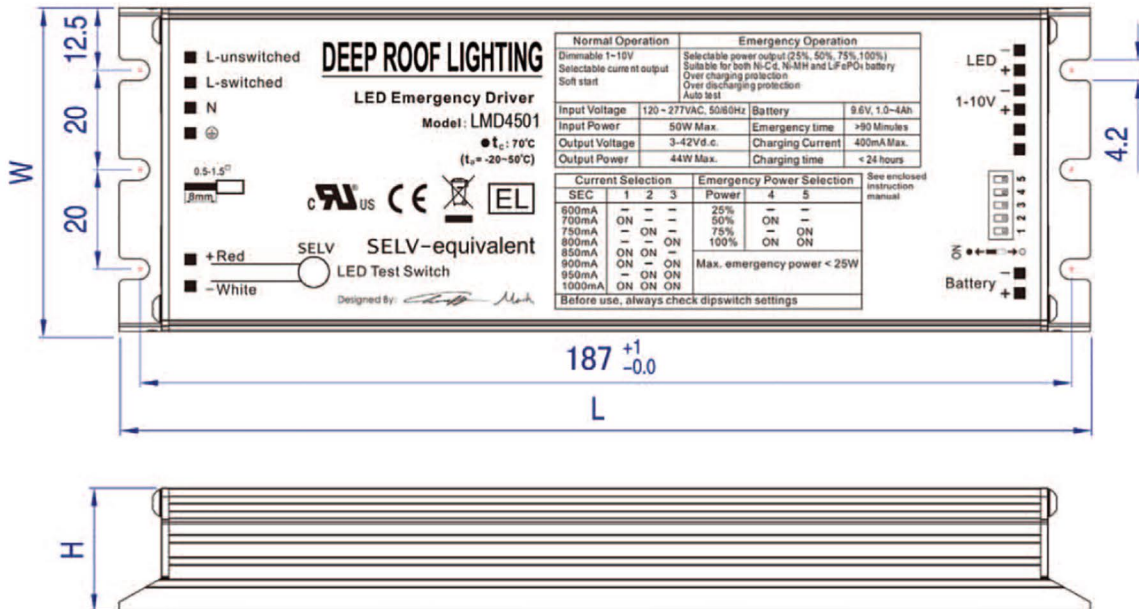 12.5
20
20
W
L-unswitched
L-switched
N
0.5-1.5□
8mm
+Red
-White
SELV
LED Test Switch
DEEP ROOF LIGHTING
LED Emergency Driver
Model: LMD4501
● tc: 70℃
c RU US CE EL
SELV-equivalent
Designed By:
Normal Operation Emergency Operation
Dimmable 1~10V
Selectable current output
Soft start
Selectable power output (25%, 50%, 75%,100%)
Suitable for both Ni-Cd, Ni-MH and LiFePO4 battery
Over charging protection
Over discharging protection
Auto test
Input Voltage 120~277VAC, 50/60Hz Battery 9.6V, 1.0~4Ah
Input Power 50W Max. Emergency time >90 Minutes
Output Voltage 3-42Vd.c. Charging Current 400mA Max.
Output Power 44W Max. Charging time < 24 hours
Current Selection Emergency Power Selection
SEC 1 2 3 Power 4 5
600mA – – – 25% – –
700mA ON – – 50% ON –
750mA – ON – 75% – ON
800mA – – ON 100% ON ON
850mA ON ON –
900mA ON – ON
950mA – ON ON
1000mA ON ON ON
Max. emergency power < 25W
Before use, always check dipswitch settings
See enclosed
instruction
manual
LED – +
1-10V – +
1 2 3 4 5
ON
Battery – +
4.2
187 +1 -0.0
L
H